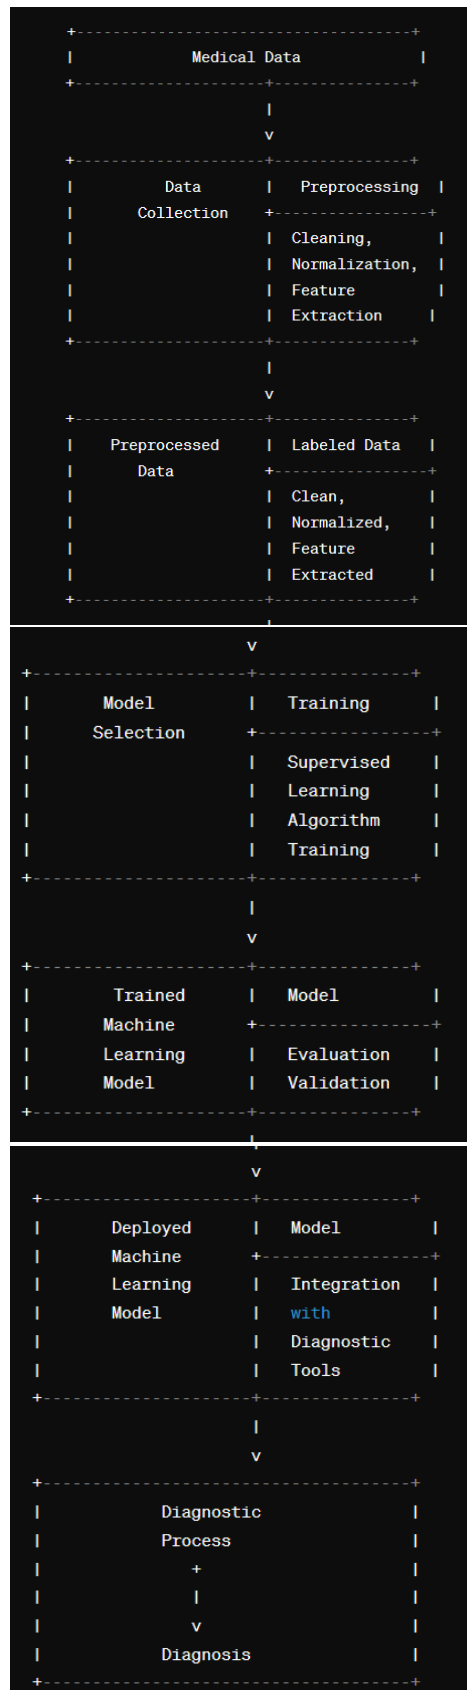 +-------------------------------------+
|             Medical Data             |
+---------------------+---------------+
                      |
                      v
+---------------------+---------------+
|          Data       |   Preprocessing  |
|       Collection    +-----------------+
|                     |  Cleaning,       |
|                     |  Normalization,  |
|                     |  Feature         |
|                     |  Extraction     |
+---------------------+---------------+
                      |
                      v
+---------------------+---------------+
|    Preprocessed     |  Labeled Data   |
|       Data          +-----------------+
|                     |  Clean,         |
|                     |  Normalized,    |
|                     |  Feature        |
|                     |  Extracted      |
+---------------------+---------------+
                      |
                      v
+---------------------+---------------+
|       Model         |   Training      |
|      Selection      +-----------------+
|                     |   Supervised    |
|                     |   Learning      |
|                     |   Algorithm     |
|                     |   Training      |
+---------------------+---------------+
                      |
                      v
+---------------------+---------------+
|        Trained      |   Model         |
|       Machine       +-----------------+
|       Learning      |   Evaluation    |
|       Model         |   Validation    |
+---------------------+---------------+
                      |
                      v
+---------------------+---------------+
|       Deployed      |   Model         |
|       Machine       +-----------------+
|       Learning      |   Integration   |
|       Model         |   with          |
|                     |   Diagnostic    |
|                     |   Tools         |
+---------------------+---------------+
                      |
                      v
+-------------------------------------+
|            Diagnostic               |
|            Process                  |
|               +                     |
|               |                     |
|               v                     |
|            Diagnosis                |
+-------------------------------------+